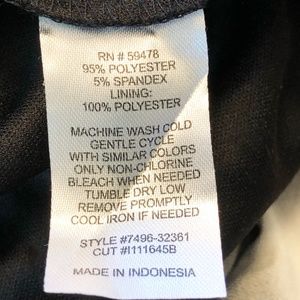 RN # 59478
95% POLYESTER
5% SPANDEX
LINING:
100% POLYESTER
MACHINE WASH COLD
GENTLE CYCLE
WITH SIMILAR COLORS
ONLY NON-CHLORINE
BLEACH WHEN NEEDED
TUMBLE DRY LOW
REMOVE PROMPTLY
COOL IRON IF NEEDED
STYLE #7496-32361
CUT #I111645B
MADE IN INDONESIA